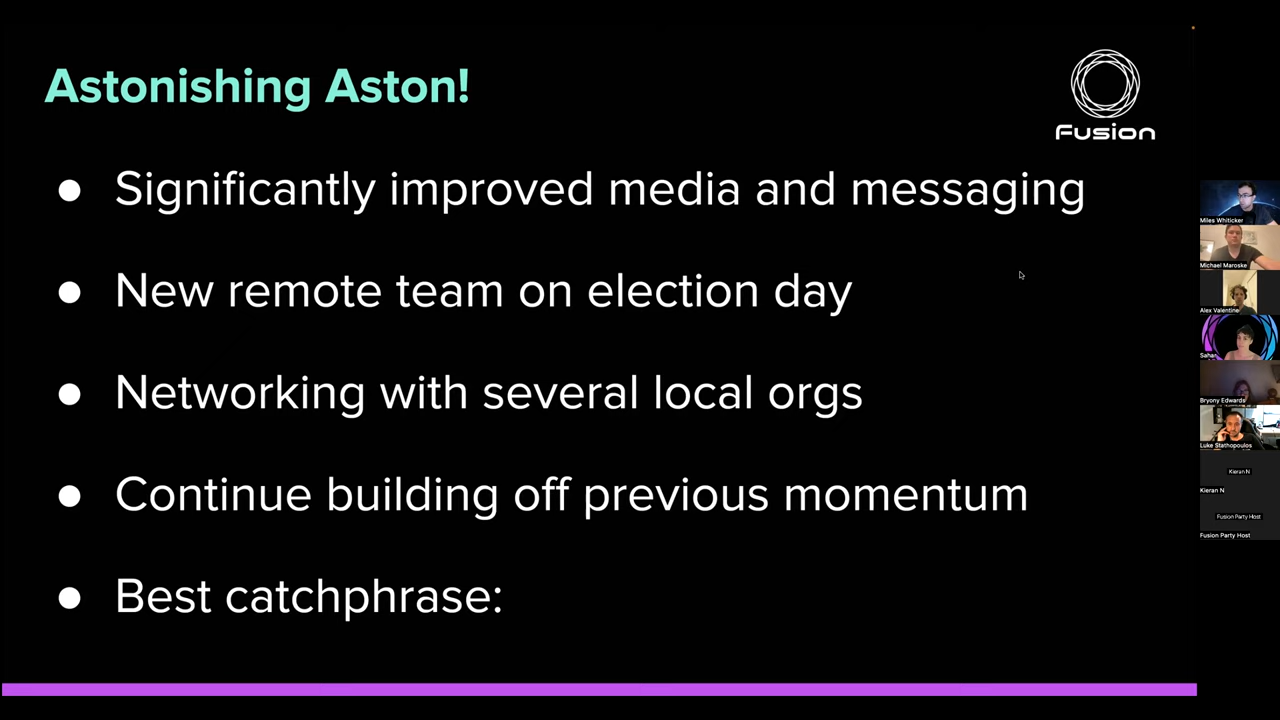 Astonishing Aston!
Fusion
● Significantly improved media and messaging
● New remote team on election day
● Networking with several local orgs
● Continue building off previous momentum
● Best catchphrase:
Miles Whiticker
Michael Maroske
Alex Valentine
Sahar
Bryony Edwards
Luke Stathopoulos
Kieran N
Kieran N
Fusion Party Host
Fusion Party Host